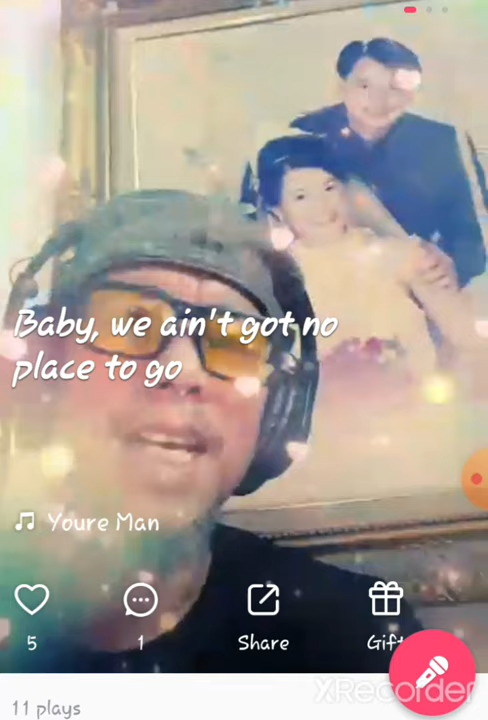 Baby, we ain't got no
place to go
Youre Man
5
1
Share
Gift
11 plays
XRecorder